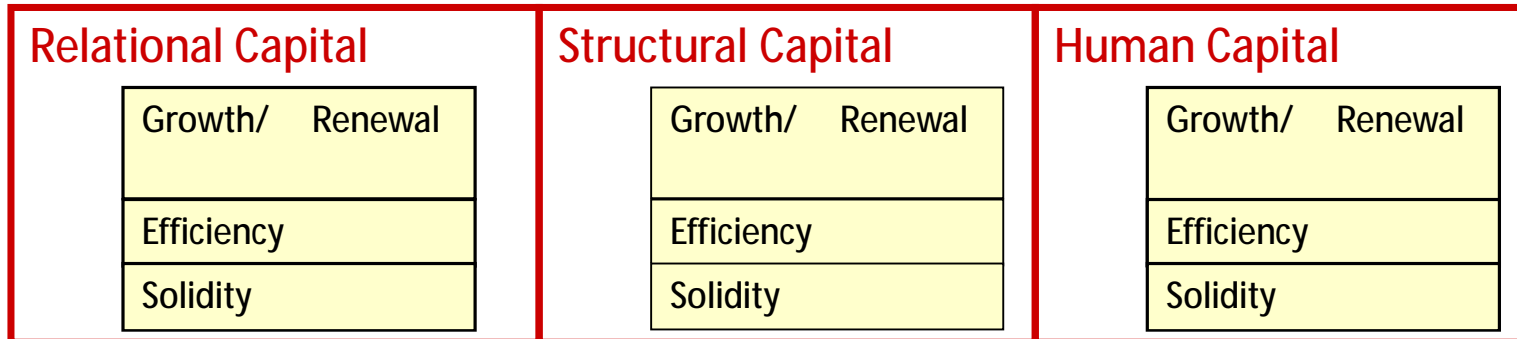 Relational Capital
Growth/ Renewal
Efficiency
Solidity
Structural Capital
Growth/ Renewal
Efficiency
Solidity
Human Capital
Growth/ Renewal
Efficiency
Solidity